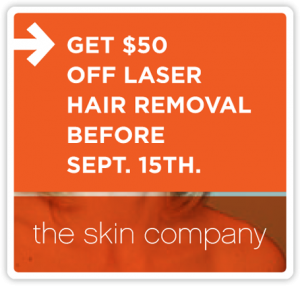 GET $50
OFF LASER
HAIR REMOVAL
BEFORE
SEPT. 15TH.
the skin company